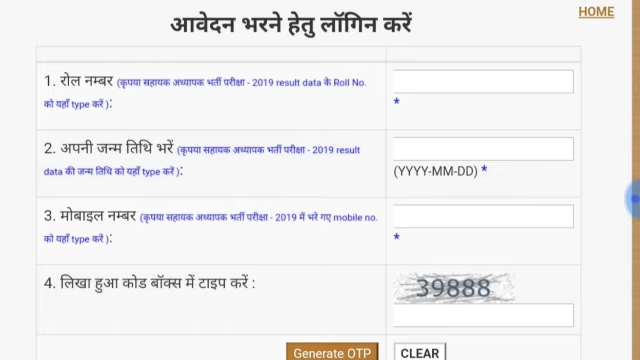 HOME
आवेदन भरने हेतु लॉगिन करें
1. रोल नम्बर (कृपया सहायक अध्यापक भर्ती परीक्षा - 2019 result data के Roll No.
को यहाँ type करें ):
*
2. अपनी जन्म तिथि भरें (कृपया सहायक अध्यापक भर्ती परीक्षा - 2019 result
data की जन्म तिथि को यहाँ type करें ):
(YYYY-MM-DD) *
3. मोबाइल नम्बर (कृपया सहायक अध्यापक भर्ती परीक्षा - 2019 में भरे गए mobile no.
को यहाँ type करें ):
*
4. लिखा हुआ कोड बॉक्स में टाइप करें :
39888
Generate OTP CLEAR